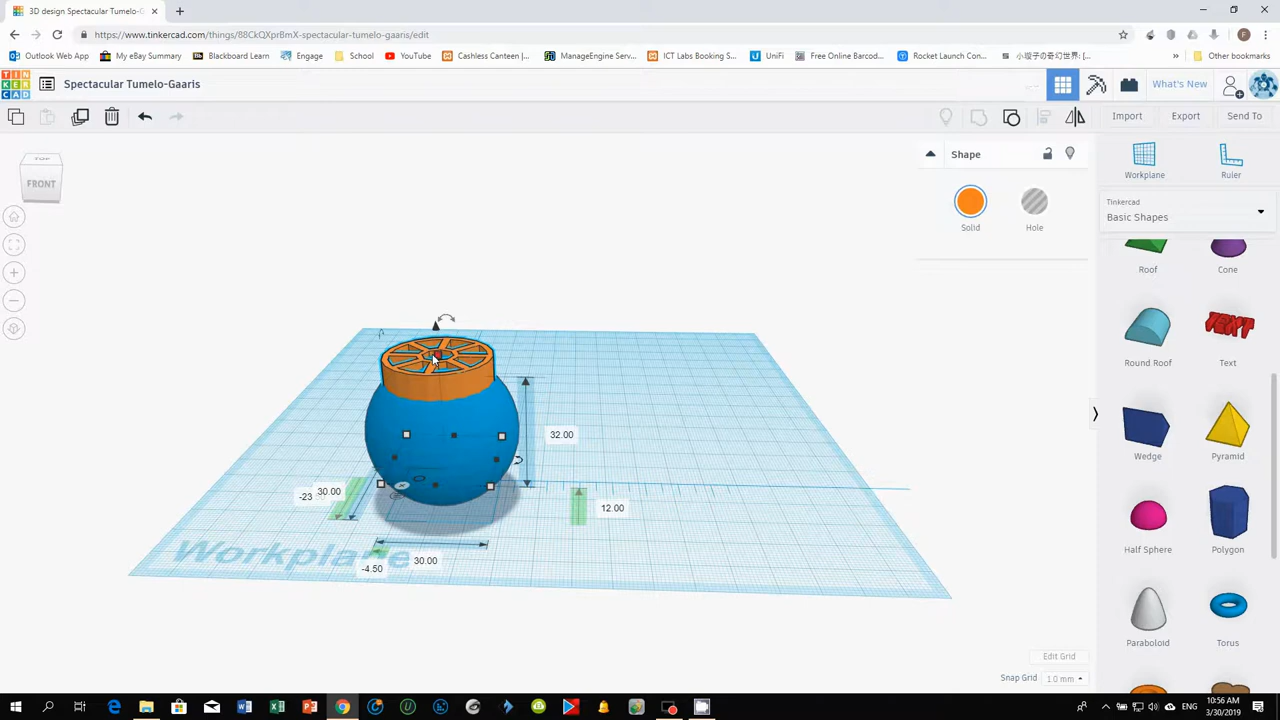 3D design Spectacular Tumelo-Gaaris
https://www.tinkercad.com/things/88CkQXprBmX-spectacular-tumelo-gaaris/edit
Outlook Web App
My eBay Summary
Blackboard Learn
Engage
School
YouTube
Cashless Canteen:...
ManageEngine Serv...
ICT Labs Booking S...
UniFi
Free Online Barcod...
Rocket Launch Con...
Other bookmarks
TIN
KER
CAD
Spectacular Tumelo-Gaaris
What's New
Import
Export
Send To
TOP
FRONT
Shape
Solid
Hole
Workplane
Ruler
Tinkercad
Basic Shapes
Roof
Cone
Round Roof
TEXT
Text
Wedge
Pyramid
Half Sphere
Polygon
Paraboloid
Torus
32.00
-23
30.00
12.00
-4.50
30.00
Workplane
Edit Grid
Snap Grid
1.0 mm
10:56 AM
3/30/2019